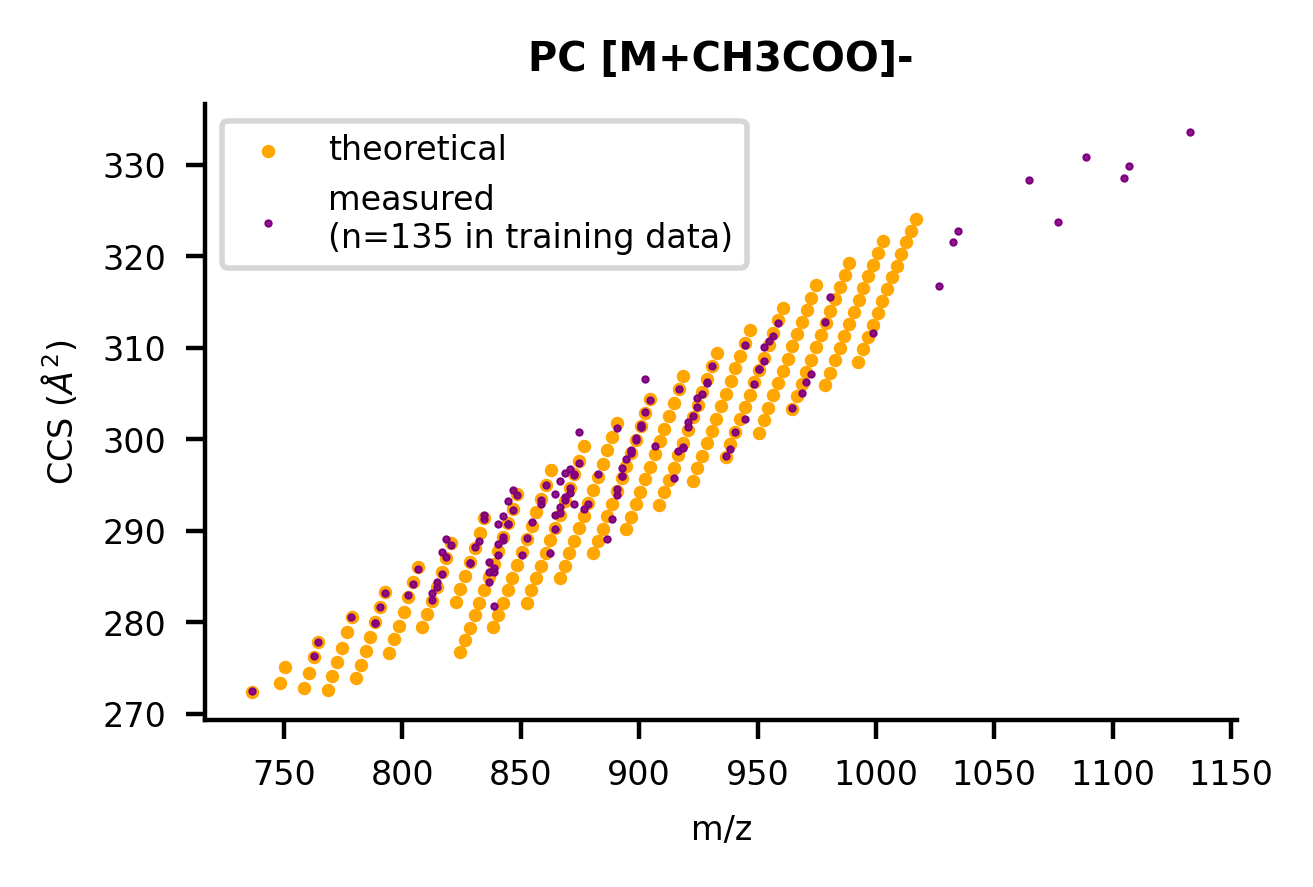 PC [M+CH3COO]-
theoretical
measured
(n=135 in training data)
CCS (Å²)
330
320
310
300
290
280
270
750
800
850
900
950
1000
1050
1100
1150
m/z